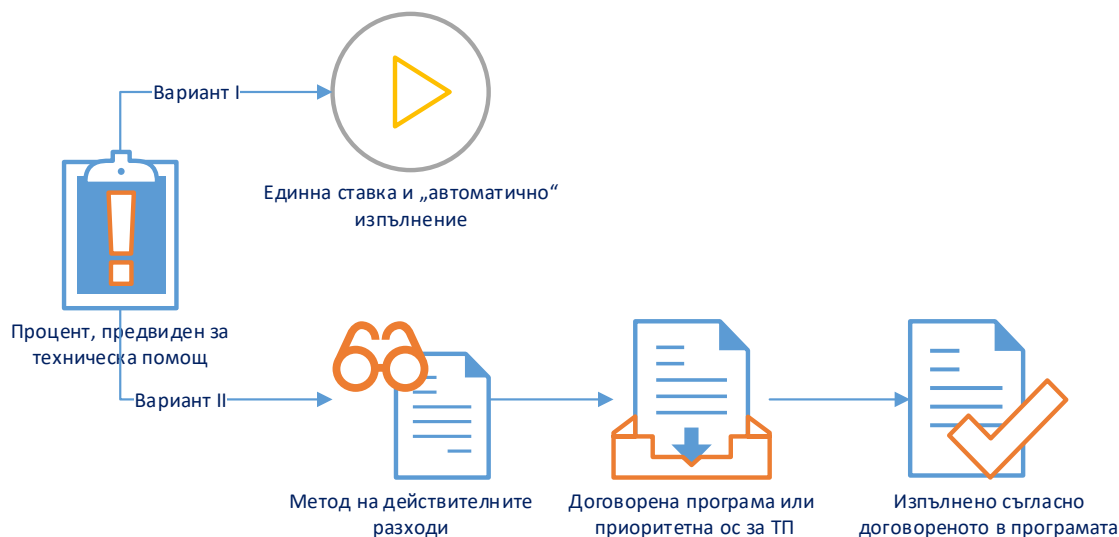 Вариант I
Единна ставка и „автоматично“
изпълнение
Процент, предвиден за
техническа помощ
Вариант II
Метод на действителните
разходи
Договорена програма или
приоритетна ос за ТП
Изпълнено съгласно
договореното в програмата